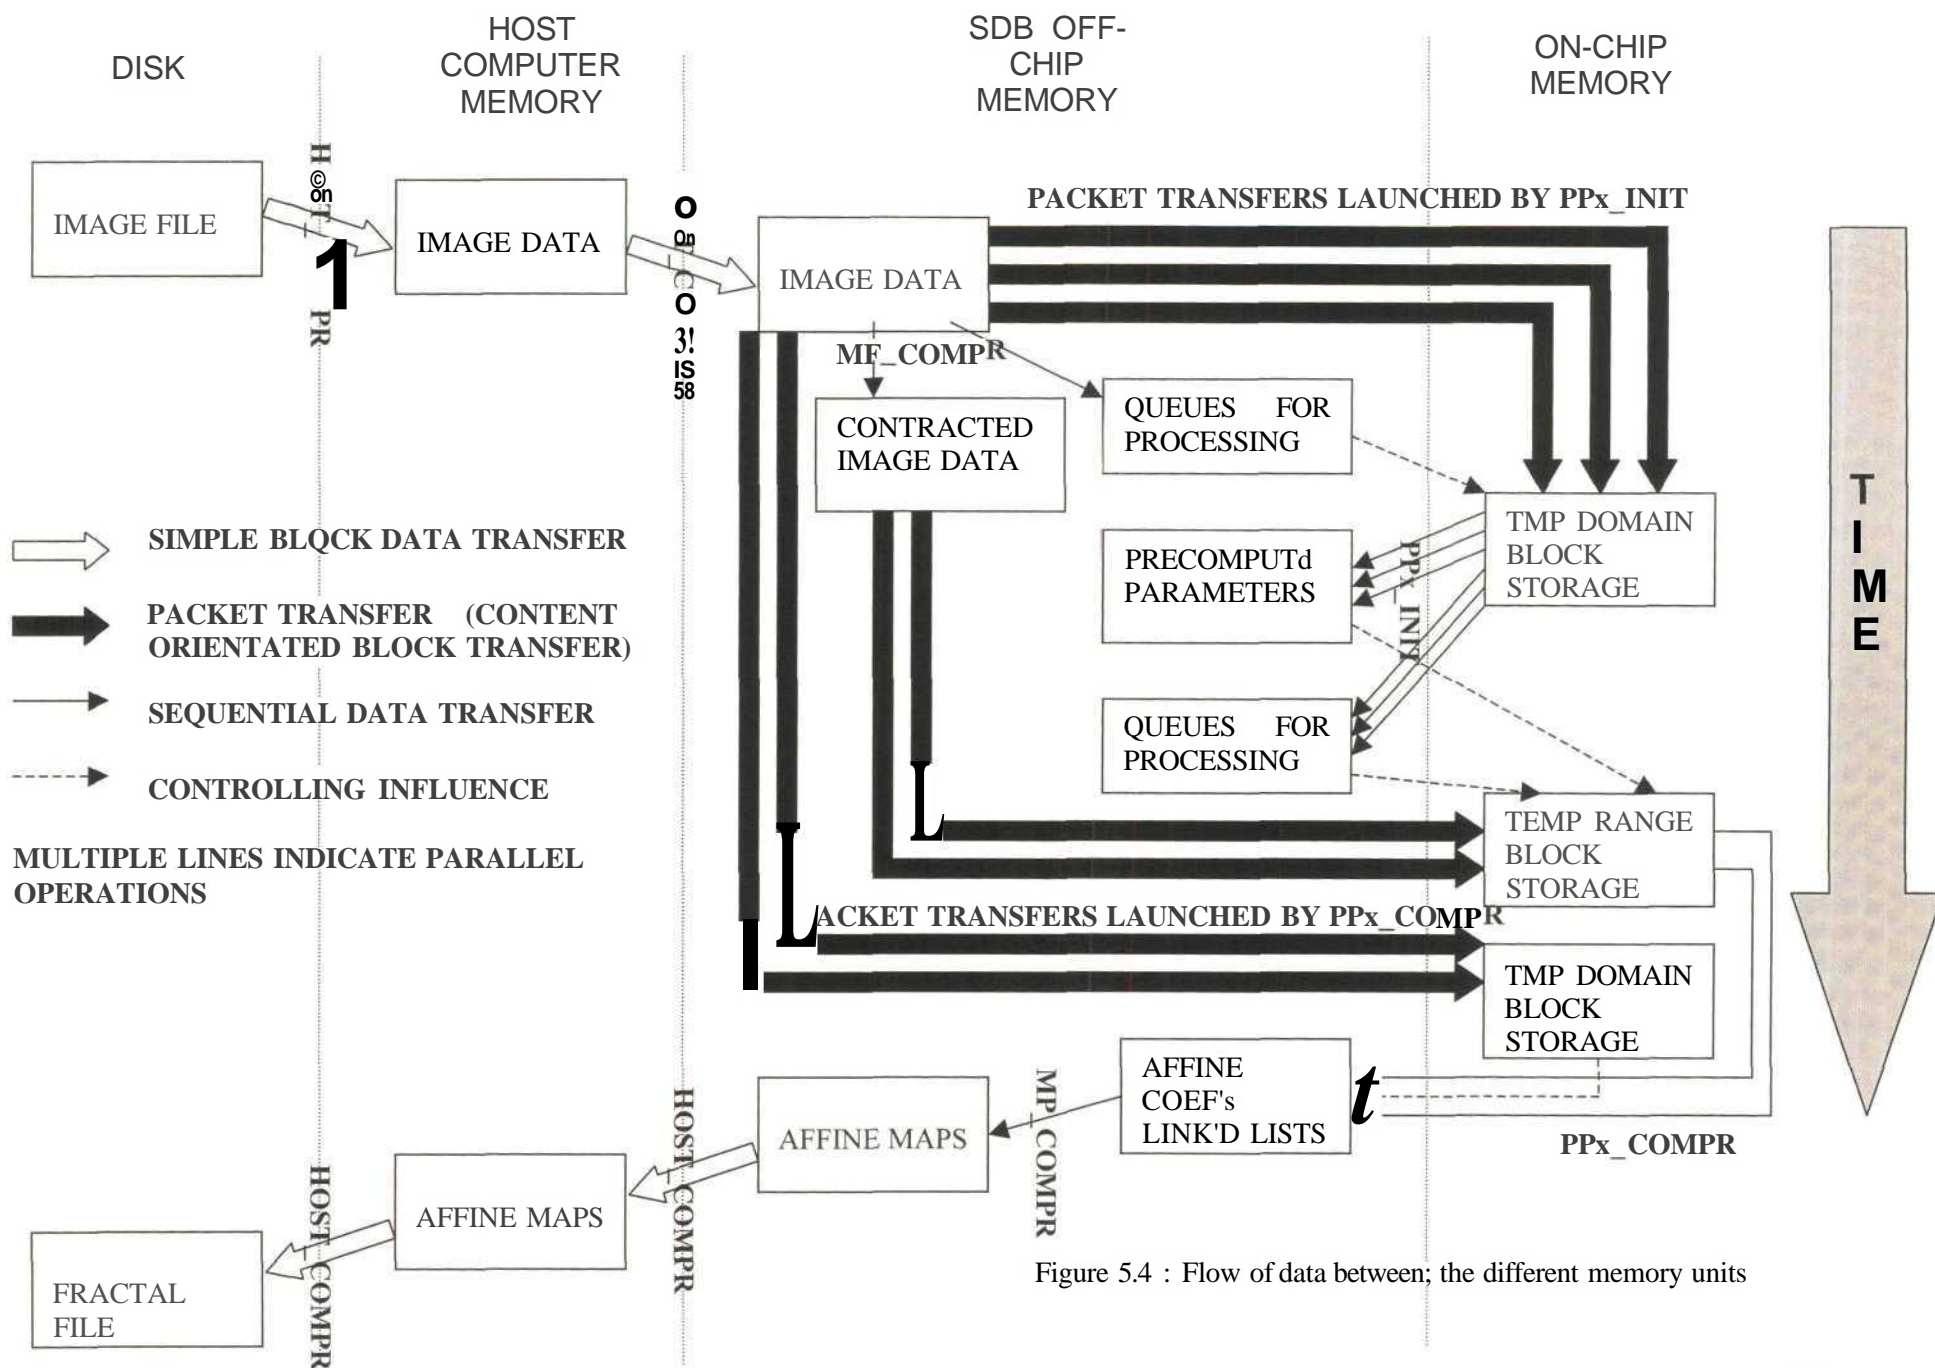 DISK
HOST
COMPUTER
MEMORY
SDB OFF-
CHIP
MEMORY
ON-CHIP
MEMORY
IMAGE FILE
IMAGE DATA
IMAGE DATA
PACKET TRANSFERS LAUNCHED BY PPx_INIT
MF_COMPR
CONTRACTED
IMAGE DATA
QUEUES FOR
PROCESSING
TMP DOMAIN
BLOCK
STORAGE
PRECOMPUTd
PARAMETERS
PPx_INIT
QUEUES FOR
PROCESSING
TEMP RANGE
BLOCK
STORAGE
TIME
SIMPLE BLQCK DATA TRANSFER
PACKET TRANSFER (CONTENT
ORIENTATED BLOCK TRANSFER)
SEQUENTIAL DATA TRANSFER
CONTROLLING INFLUENCE
MULTIPLE LINES INDICATE PARALLEL
OPERATIONS
ACKET TRANSFERS LAUNCHED BY PPx_COMPR
TMP DOMAIN
BLOCK
STORAGE
AFFINE
COEF's
LINK'D LISTS
t
PPx_COMPR
MP_COMPR
AFFINE MAPS
HOST_COMPR
AFFINE MAPS
HOST_COMPR
FRACTAL
FILE
Figure 5.4 : Flow of data between; the different memory units